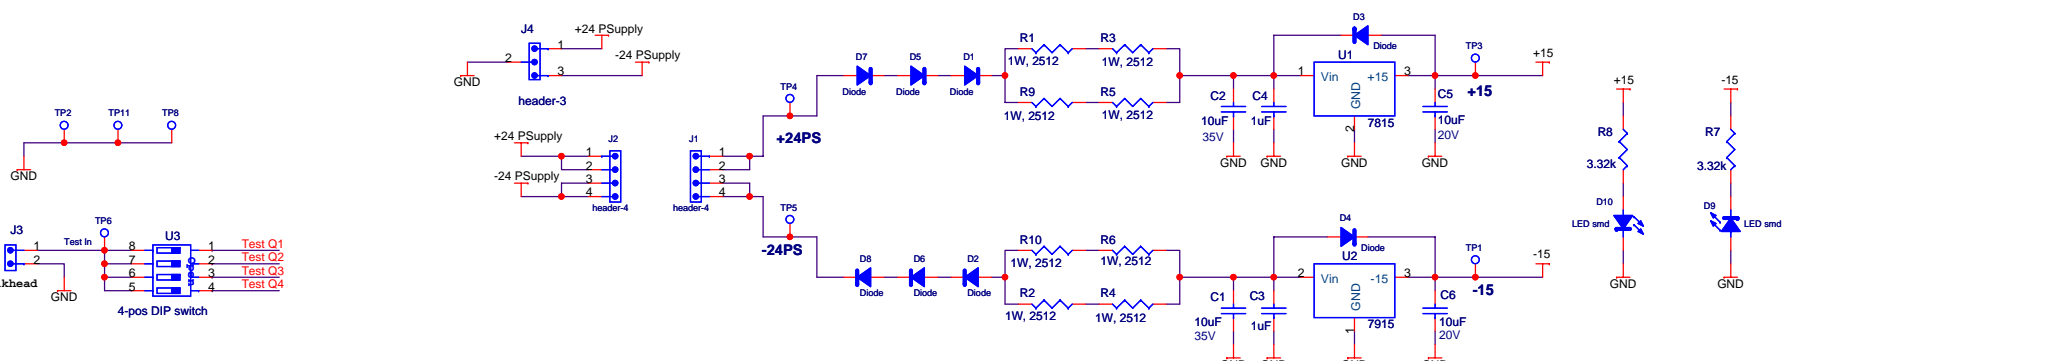 TP2
TP11
TP8
GND
J3
1
2
khead
GND
TP6
Test In
8
7
6
5
U3
Open
1
2
3
4
Test Q1
Test Q2
Test Q3
Test Q4
4-pos DIP switch
J4
1
2
3
+24 PSupply
-24 PSupply
GND
header-3
+24 PSupply
-24 PSupply
J2
1
2
3
4
header-4
J1
1
2
3
4
header-4
TP4
+24PS
TP5
-24PS
D7
Diode
D5
Diode
D1
Diode
R1
1W, 2512
R3
1W, 2512
R9
1W, 2512
R5
1W, 2512
C2
10uF
35V
GND
C4
1uF
GND
D3
Diode
U1
1
Vin
+15
3
GND
2
7815
GND
C5
10uF
20V
GND
TP3
+15
+15
D8
Diode
D6
Diode
D2
Diode
R10
1W, 2512
R6
1W, 2512
R2
1W, 2512
R4
1W, 2512
C1
10uF
35V
GND
C3
1uF
GND
D4
Diode
U2
2
Vin
-15
3
GND
1
7915
GND
C6
10uF
20V
GND
TP1
-15
-15
+15
R8
3.32k
D10
LED smd
GND
-15
R7
3.32k
D9
LED smd
GND